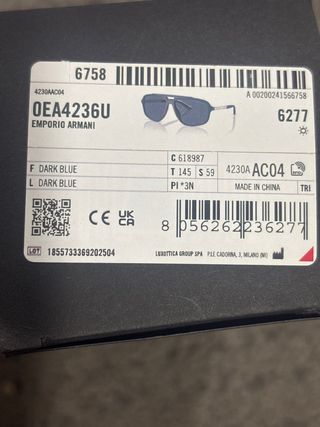 4230AAC04
6758
A 00200241566758
0EA4236U
EMPORIO ARMANI
6277
F DARK BLUE
L DARK BLUE
C 618987
T 145 S 59
PI *3N
4230A AC04
MADE IN CHINA
TRI
CE UK CA
8 056262 236277
LOT 1855733369202504
LUXOTTICA GROUP SPA P.LE CADORNA, 3, MILANO (MI)